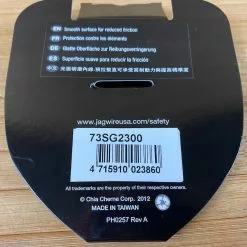 EN Smooth surface for reduced friction
FR Protection contre les éléments
DE Glatte Oberfläche zur Reibungsverringerung
ES Superficie suave para reducir la fricción
www.jagwireusa.com/safety
73SG2300
4 715910 023860
All trademarks are the property of their respective owners.
© Chia Cherne Corp. 2012
MADE IN TAIWAN
PH0257 Rev A